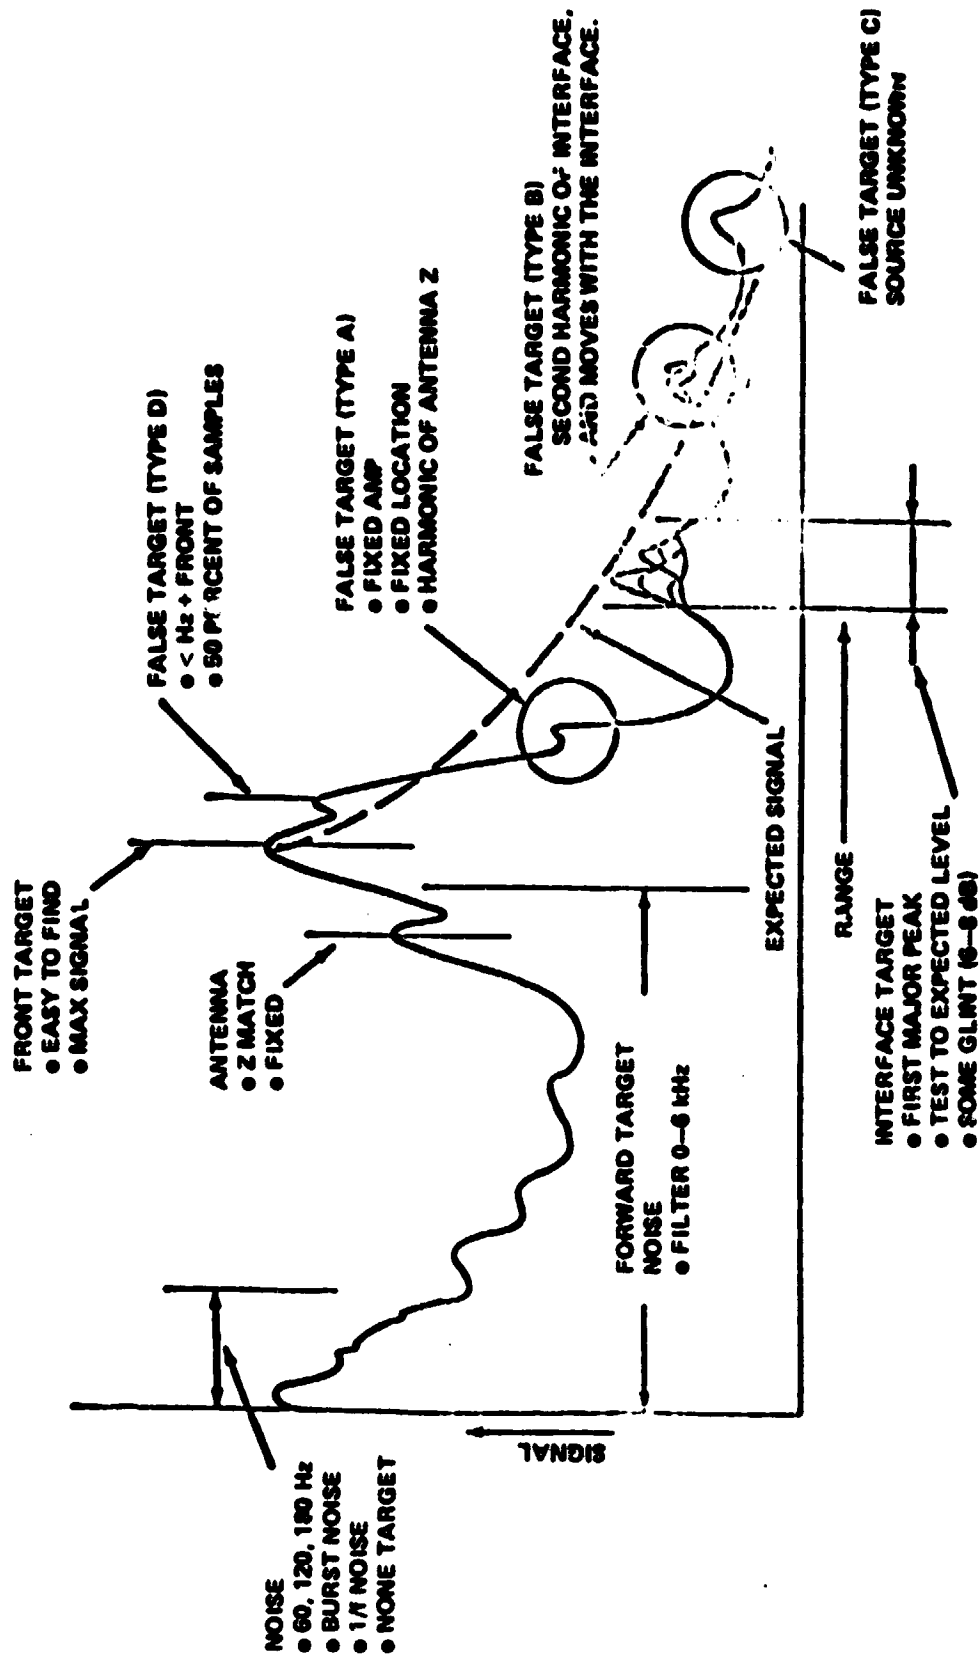 NOISE
● 60, 120, 180 Hz
● BURST NOISE
● 1/f NOISE
● NONE TARGET
FRONT TARGET
● EASY TO FIND
● MAX SIGNAL
ANTENNA
● Z MATCH
● FIXED
FALSE TARGET (TYPE D)
● < Hz + FRONT
● 50 PERCENT OF SAMPLES
FALSE TARGET (TYPE A)
● FIXED AMP
● FIXED LOCATION
● HARMONIC OF ANTENNA Z
FALSE TARGET (TYPE B)
SECOND HARMONIC OF INTERFACE,
AND MOVES WITH THE INTERFACE.
FALSE TARGET (TYPE C)
SOURCE UNKNOWN
SIGNAL
FORWARD TARGET
NOISE
● FILTER 0–6 kHz
EXPECTED SIGNAL
RANGE
INTERFACE TARGET
● FIRST MAJOR PEAK
● TEST TO EXPECTED LEVEL
● SOME GLINT (6–8 dB)